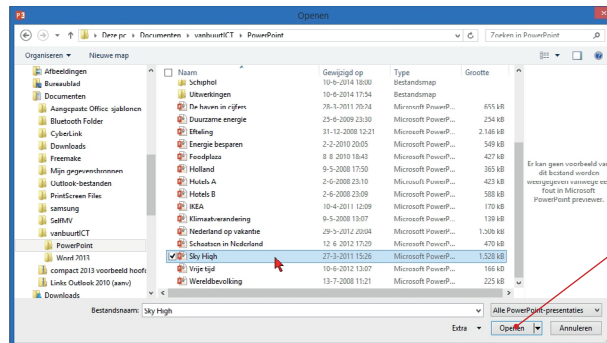 Openen
Deze pc ▸ Documenten ▸ vanbuurtICT ▸ PowerPoint
Zoeken in PowerPoint
Organiseren
Nieuwe map
Naam
Gewijzigd op
Type
Grootte
Afbeeldingen
Bureaublad
Documenten
Aangepaste Office sjablonen
Bluetooth Folder
CyberLink
Downloads
Freemake
Mijn gegevensbronnen
Outlook-bestanden
PrintScreen Files
samsung
SelfMV
vanbuurtICT
PowerPoint
Word 2013
compact 2013 voorbeeld hoofd
Links Outlook 2010 (aanv)
Downloads
Schiphol 10-6-2014 18:00 Bestandsmap
Uitwerkingen 10-6-2014 17:54 Bestandsmap
De haven in cijfers 28-3-2011 20:24 Microsoft PowerP... 655 kB
Duurzame energie 25-6-2009 23:30 Microsoft PowerP... 254 kB
Efteling 31-12-2008 12:21 Microsoft PowerP... 2.146 kB
Energie besparen 2-2-2010 20:05 Microsoft PowerP... 549 kB
Foodplaza 8-8-2010 18:43 Microsoft PowerP... 427 kB
Holland 9-5-2008 17:50 Microsoft PowerP... 365 kB
Hotels A 2-6-2008 23:10 Microsoft PowerP... 423 kB
Hotels B 2-6-2008 23:09 Microsoft PowerP... 588 kB
IKEA 10-4-2011 12:09 Microsoft PowerP... 170 kB
Klimaatverandering 9-5-2008 13:07 Microsoft PowerP... 139 kB
Nederland op vakantie 29-5-2012 20:04 Microsoft PowerP... 1.506 kB
Schaatsen in Nederland 12-6-2012 17:29 Microsoft PowerP... 470 kB
Sky High 27-3-2011 15:26 Microsoft PowerP... 1.528 kB
Vrije tijd 10-6-2012 13:07 Microsoft PowerP... 166 kB
Wereldbevolking 13-7-2008 11:21 Microsoft PowerP... 225 kB
Er kan geen voorbeeld van
dit bestand worden
weergegeven vanwege een
fout in Microsoft
PowerPoint previewer.
Bestandsnaam: Sky High
Alle PowerPoint-presentaties
Extra
Openen
Annuleren